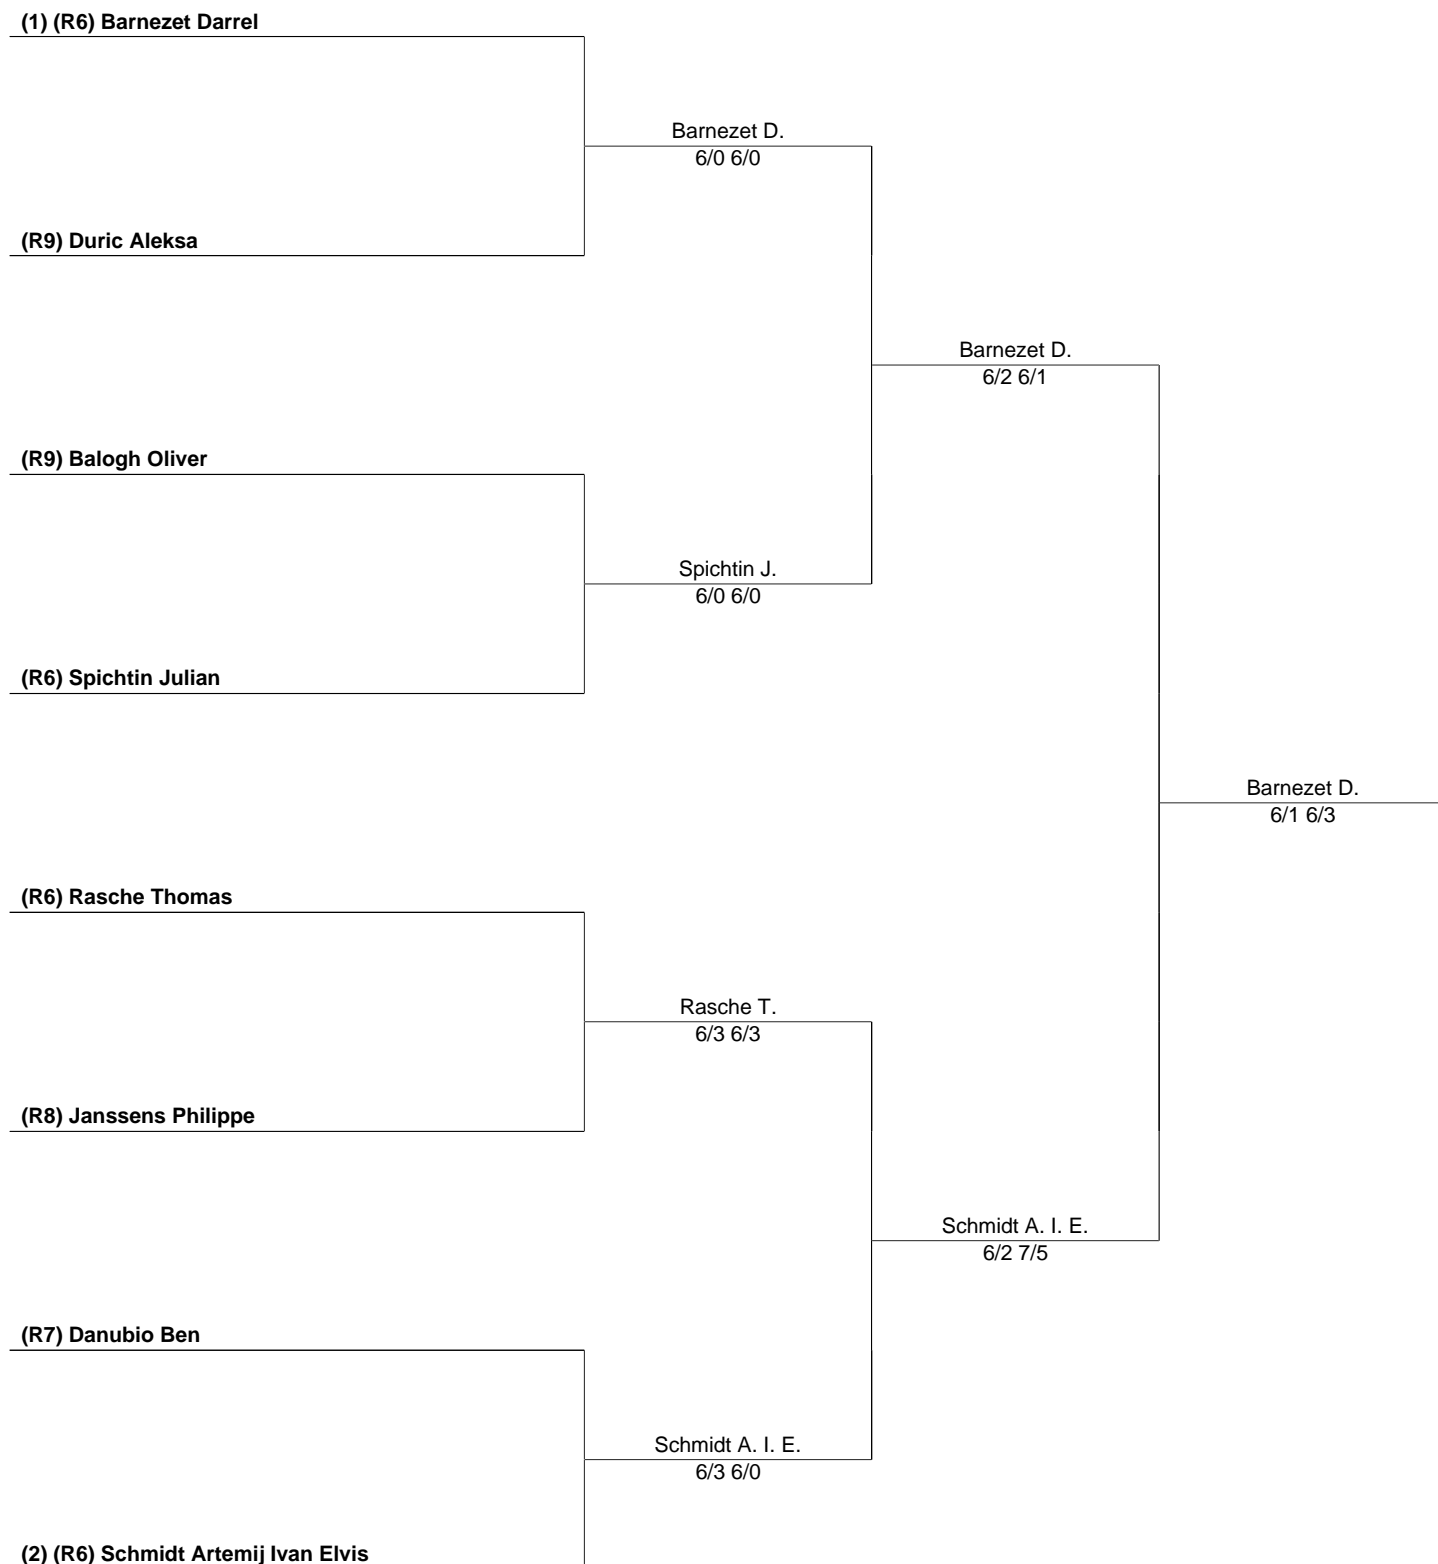 (1) (R6) Barnezet Darrel
Barnezet D.
6/0 6/0
(R9) Duric Aleksa
Barnezet D.
6/2 6/1
(R9) Balogh Oliver
Spichtin J.
6/0 6/0
(R6) Spichtin Julian
Barnezet D.
6/1 6/3
(R6) Rasche Thomas
Rasche T.
6/3 6/3
(R8) Janssens Philippe
Schmidt A. I. E.
6/2 7/5
(R7) Danubio Ben
Schmidt A. I. E.
6/3 6/0
(2) (R6) Schmidt Artemij Ivan Elvis